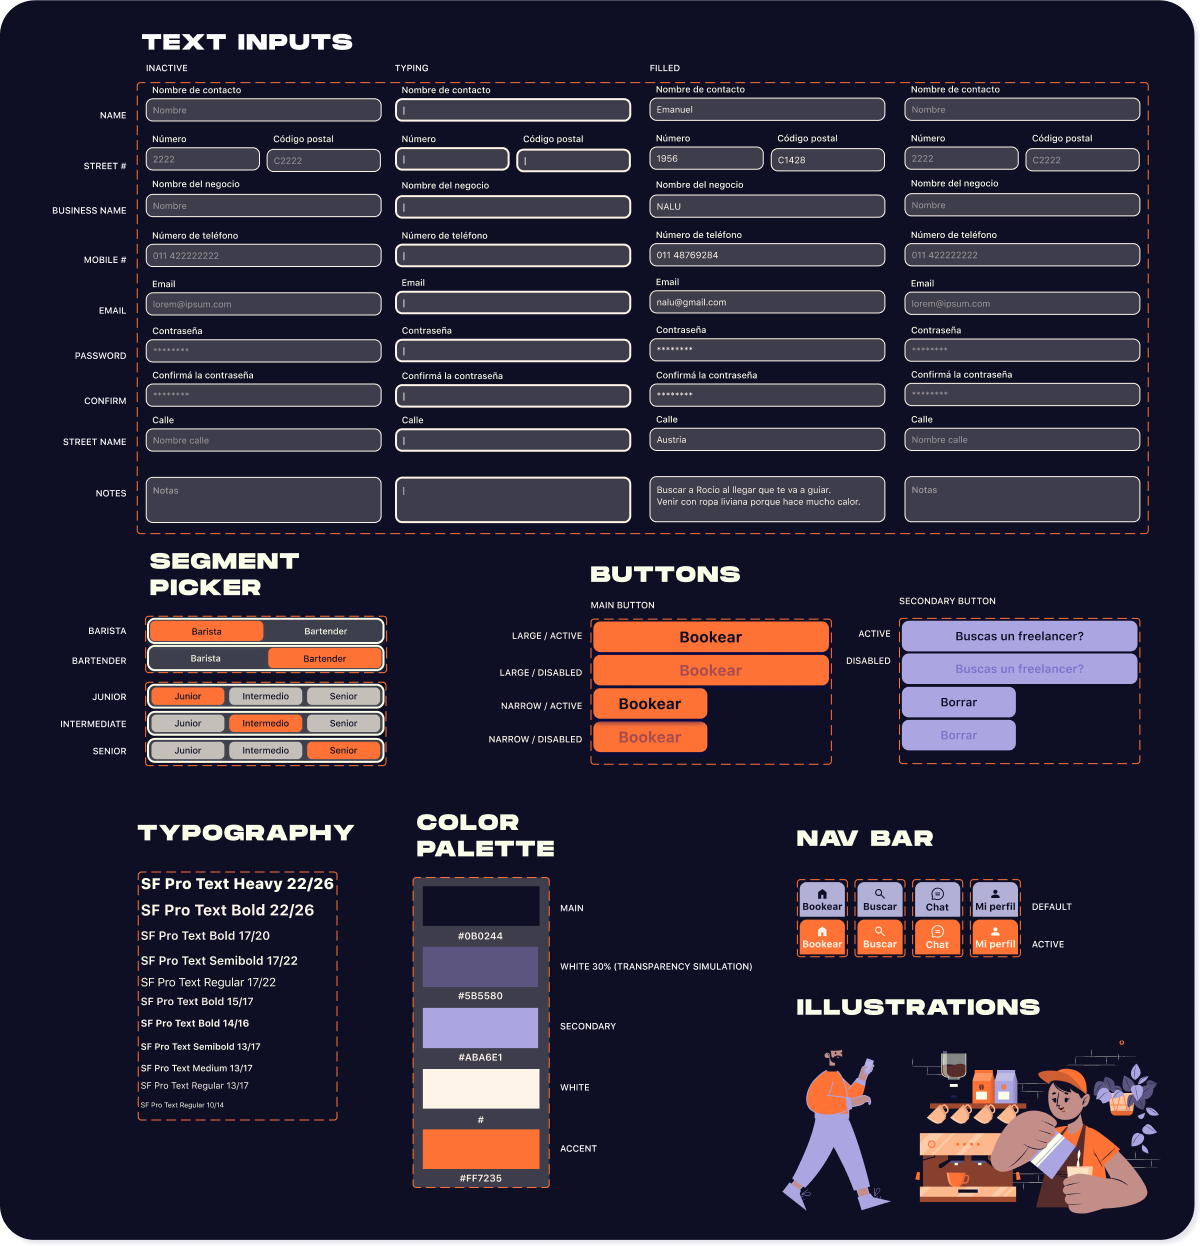 TEXT INPUTS
INACTIVE
TYPING
FILLED
NAME
Nombre de contacto
Nombre
Nombre de contacto
|
Nombre de contacto
Emanuel
Nombre de contacto
Nombre
STREET #
Número
Código postal
2222
C2222
Número
Código postal
|
|
Número
Código postal
1956
C1428
Número
Código postal
2222
C2222
BUSINESS NAME
Nombre del negocio
Nombre
Nombre del negocio
|
Nombre del negocio
NALU
Nombre del negocio
Nombre
MOBILE #
Número de teléfono
011 422222222
Número de teléfono
|
Número de teléfono
011 48769284
Número de teléfono
011 422222222
EMAIL
Email
lorem@ipsum.com
Email
|
Email
nalu@gmail.com
Email
lorem@ipsum.com
PASSWORD
Contraseña
********
Contraseña
|
Contraseña
********
Contraseña
********
CONFIRM
Confirmá la contraseña
********
Confirmá la contraseña
|
Confirmá la contraseña
********
Confirmá la contraseña
********
STREET NAME
Calle
Nombre calle
Calle
|
Calle
Austria
Calle
Nombre calle
NOTES
Notas
|
Buscar a Rocio al llegar que te va a guiar.
Venir con ropa liviana porque hace mucho calor.
Notas
SEGMENT
PICKER
BARISTA
Barista
Bartender
BARTENDER
Barista
Bartender
JUNIOR
Junior
Intermedio
Senior
INTERMEDIATE
Junior
Intermedio
Senior
SENIOR
Junior
Intermedio
Senior
BUTTONS
MAIN BUTTON
LARGE / ACTIVE
Bookear
LARGE / DISABLED
Bookear
NARROW / ACTIVE
Bookear
NARROW / DISABLED
Bookear
SECONDARY BUTTON
ACTIVE
Buscas un freelancer?
DISABLED
Buscas un freelancer?
Borrar
Borrar
TYPOGRAPHY
SF Pro Text Heavy 22/26
SF Pro Text Bold 22/26
SF Pro Text Bold 17/20
SF Pro Text Semibold 17/22
SF Pro Text Regular 17/22
SF Pro Text Bold 15/17
SF Pro Text Bold 14/16
SF Pro Text Semibold 13/17
SF Pro Text Medium 13/17
SF Pro Text Regular 13/17
SF Pro Text Regular 10/14
COLOR
PALETTE
MAIN
#0B0244
WHITE 30% (TRANSPARENCY SIMULATION)
#5B5580
SECONDARY
#ABA6E1
WHITE
#
ACCENT
#FF7235
NAV BAR
Bookear
Buscar
Chat
Mi perfil
DEFAULT
Bookear
Buscar
Chat
Mi perfil
ACTIVE
ILLUSTRATIONS